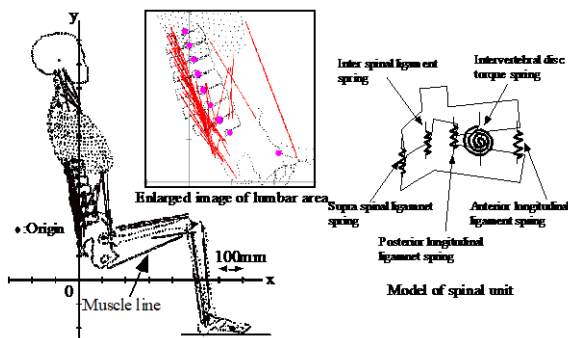 y
Enlarged image of lumbar area
◆:Origin
100mm
x
0
Muscle line
Inter spinal ligament
spring
Intervertebral disc
torque spring
Supra spinal ligamnet
spring
Anterior longitudinal
ligament spring
Posterior longitudinal
ligamnet spring
Model of spinal unit